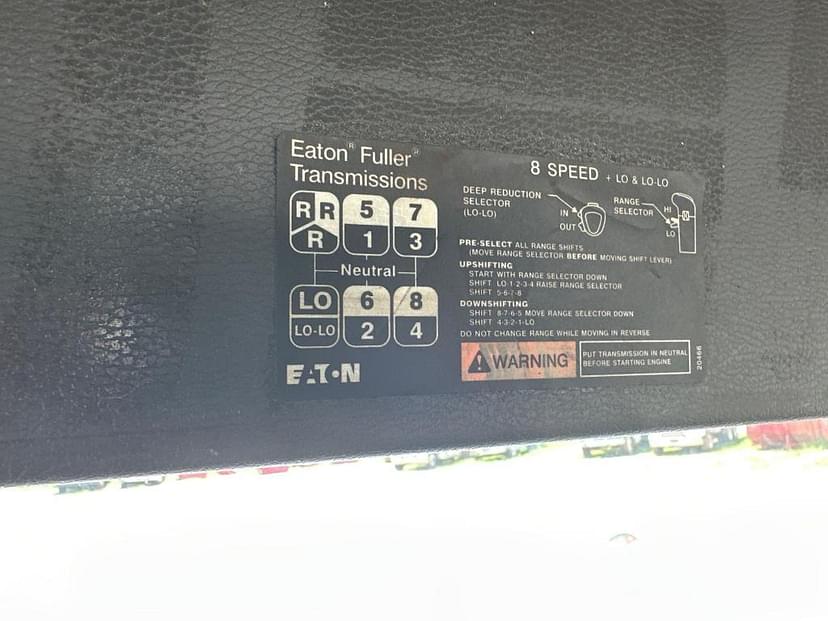 Eaton® Fuller®
Transmissions
R R 5 7
R 1 3
Neutral
LO 6 8
LO-LO 2 4
EATON
8 SPEED + LO & LO-LO
DEEP REDUCTION
SELECTOR
(LO-LO)
IN
OUT
RANGE
SELECTOR
HI
LO
PRE-SELECT ALL RANGE SHIFTS
(MOVE RANGE SELECTOR BEFORE MOVING SHIFT LEVER)
UPSHIFTING
START WITH RANGE SELECTOR DOWN
SHIFT LO-1-2-3-4 RAISE RANGE SELECTOR
SHIFT 5-6-7-8
DOWNSHIFTING
SHIFT 8-7-6-5 MOVE RANGE SELECTOR DOWN
SHIFT 4-3-2-1-LO
DO NOT CHANGE RANGE WHILE MOVING IN REVERSE
WARNING
PUT TRANSMISSION IN NEUTRAL
BEFORE STARTING ENGINE
20466